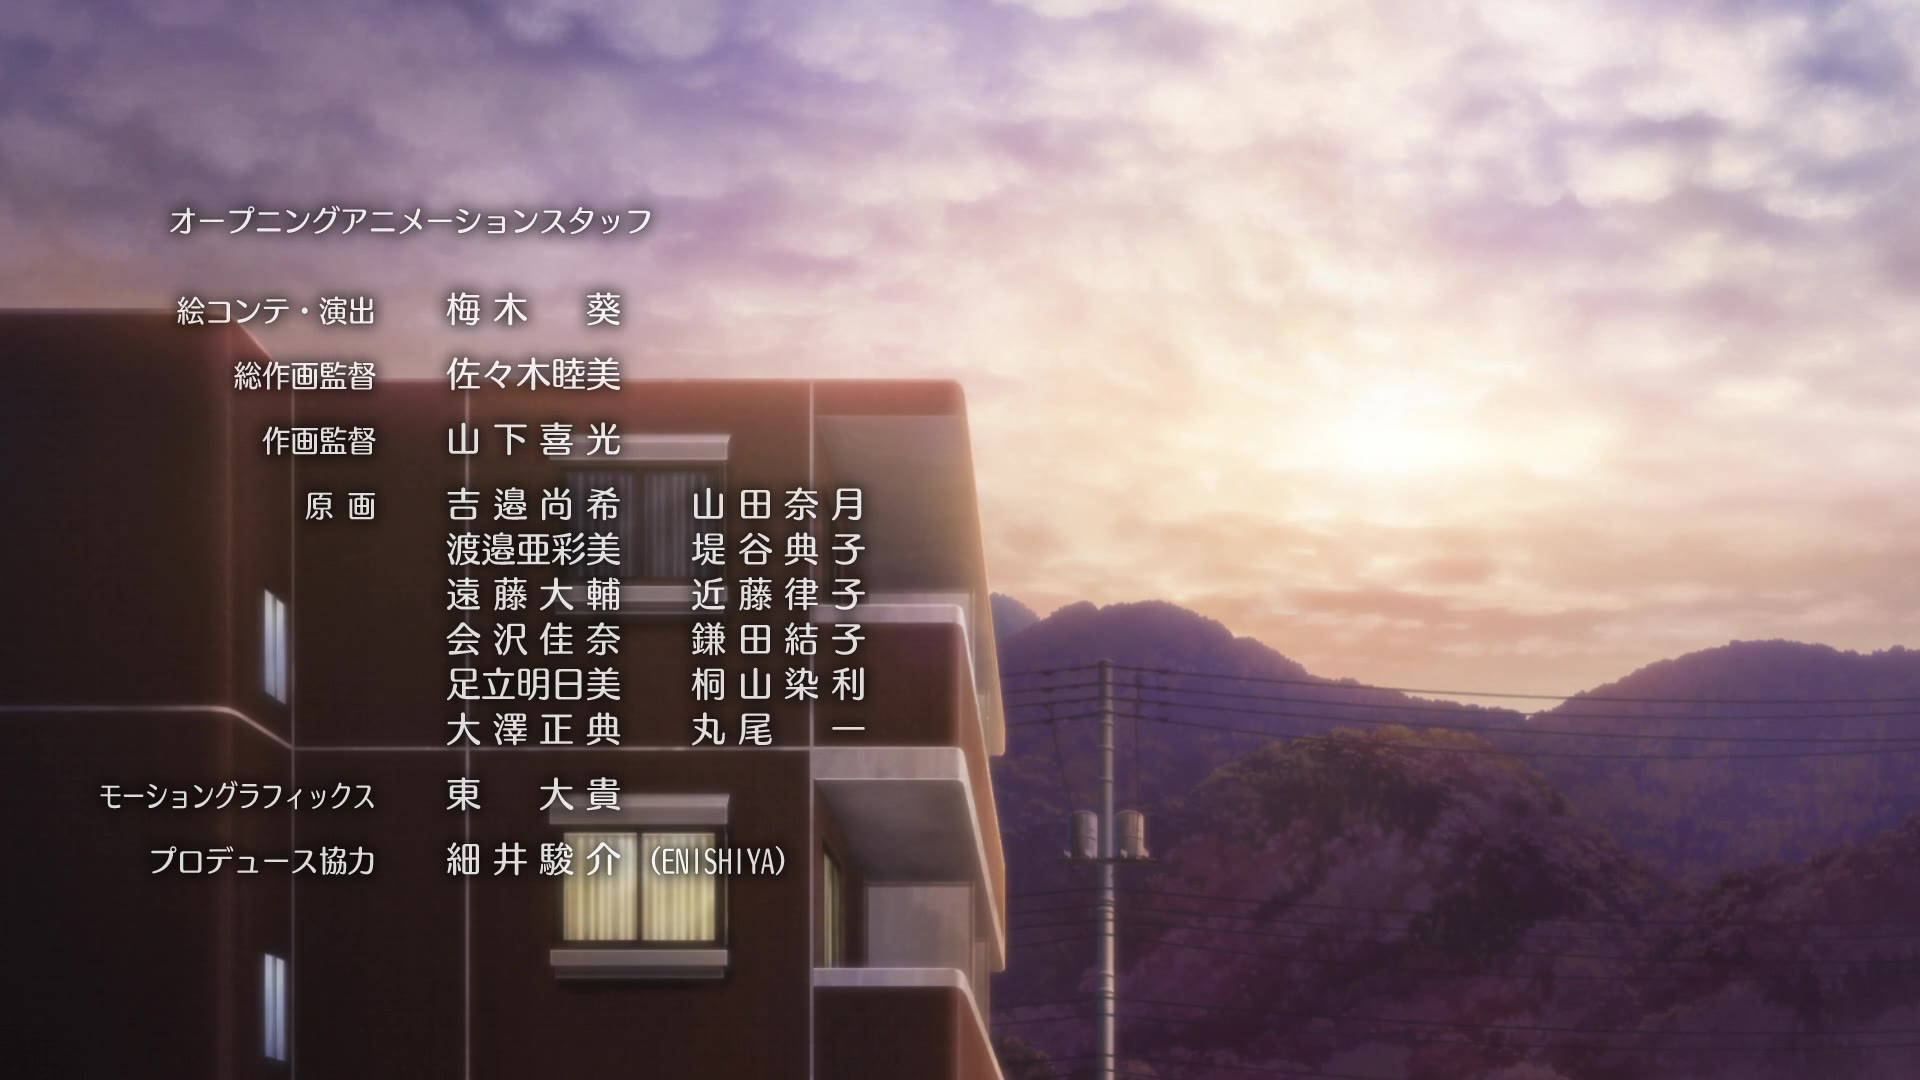 オープニングアニメーションスタッフ
絵コンテ・演出 梅木 葵
総作画監督 佐々木睦美
作画監督 山下喜光
原画 吉邉尚希 山田奈月
渡邉亜彩美 堤谷典子
遠藤大輔 近藤律子
会沢佳奈 鎌田結子
足立明日美 桐山染利
大澤正典 丸尾 一
モーショングラフィックス 東 大貴
プロデュース協力 細井駿介 (ENISHIYA)